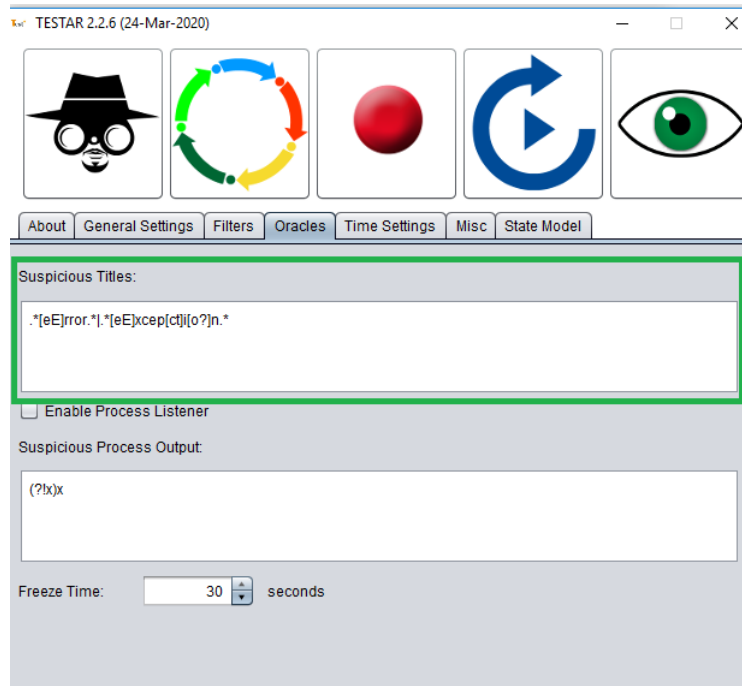 TESTAR 2.2.6 (24-Mar-2020)
About General Settings Filters Oracles Time Settings Misc State Model
Suspicious Titles:
.*[eE]rror.*|.*[eE]xcep[ct]i[o?]n.*
Enable Process Listener
Suspicious Process Output:
(?!x)x
Freeze Time: 30 seconds